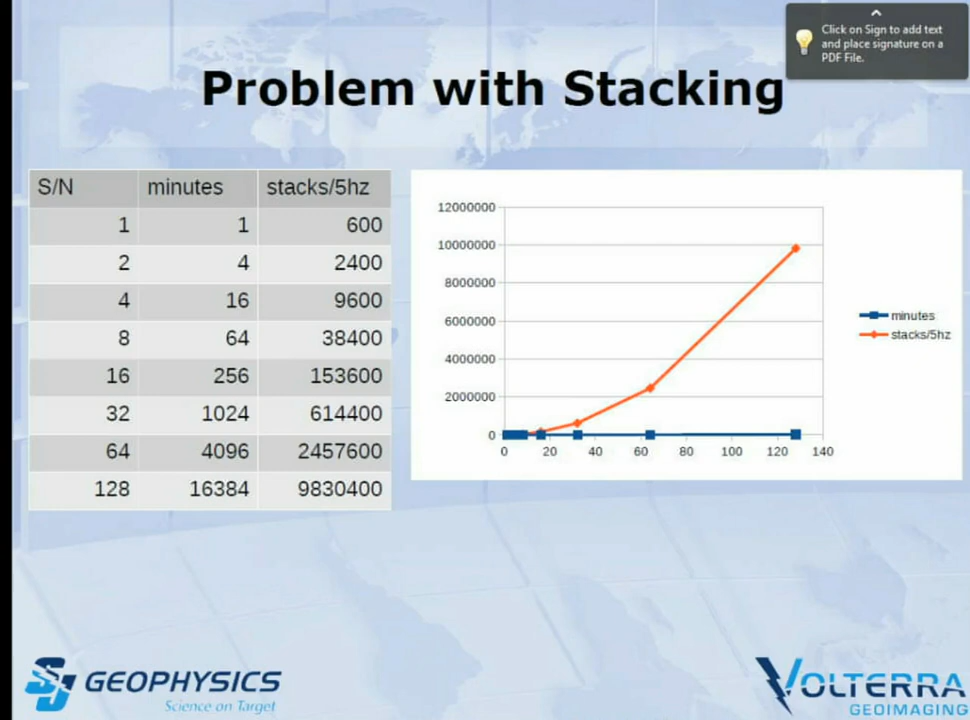 Click on Sign to add text
and place signature on a
PDF File.
Problem with Stacking
S/N minutes stacks/5hz
1 1 600
2 4 2400
4 16 9600
8 64 38400
16 256 153600
32 1024 614400
64 4096 2457600
128 16384 9830400
12000000
10000000
8000000
6000000
4000000
2000000
0
0 20 40 60 80 100 120 140
minutes
stacks/5hz
SJ GEOPHYSICS
Science on Target
VOLTERRA
GEOIMAGING